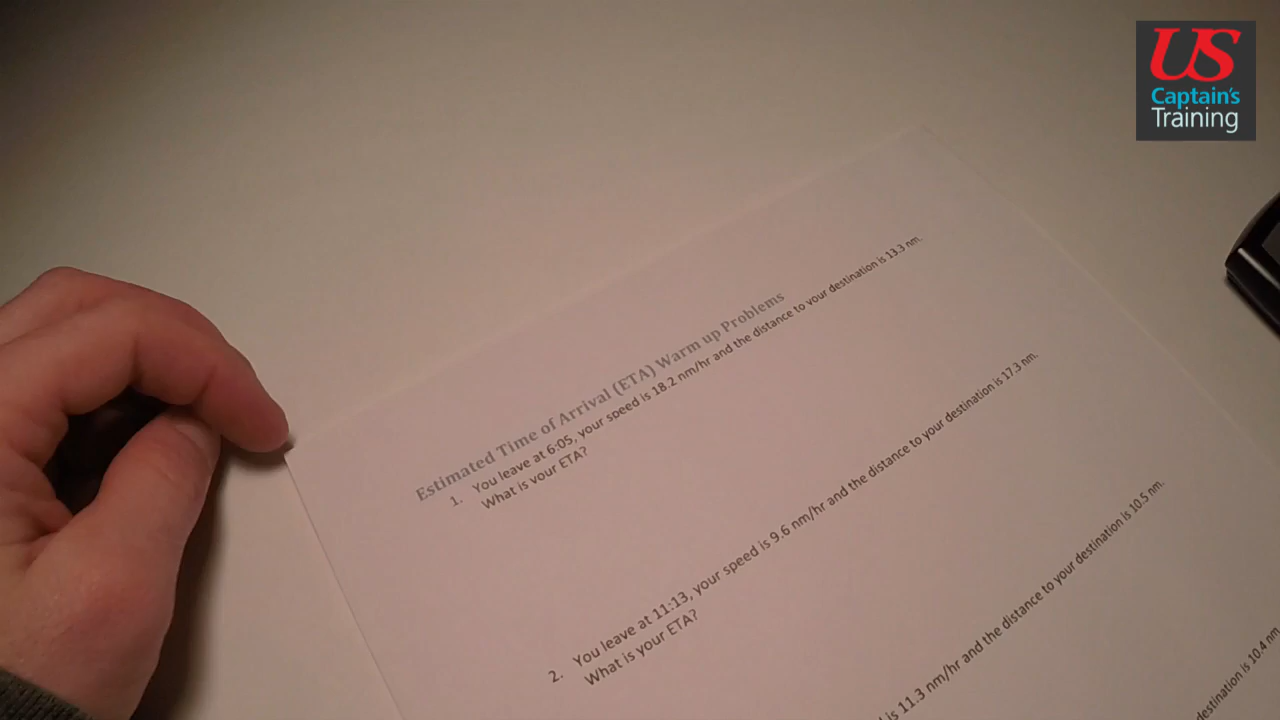 US
Captain's
Training
Estimated Time of Arrival (ETA) Warm up Problems
1. You leave at 6:05, your speed is 18.2 nm/hr and the distance to your destination is 13.3 nm.
What is your ETA?
2. You leave at 11:13, your speed is 9.6 nm/hr and the distance to your destination is 17.3 nm.
What is your ETA?
is 11.3 nm/hr and the distance to your destination is 10.5 nm.
destination is 10.4 nm